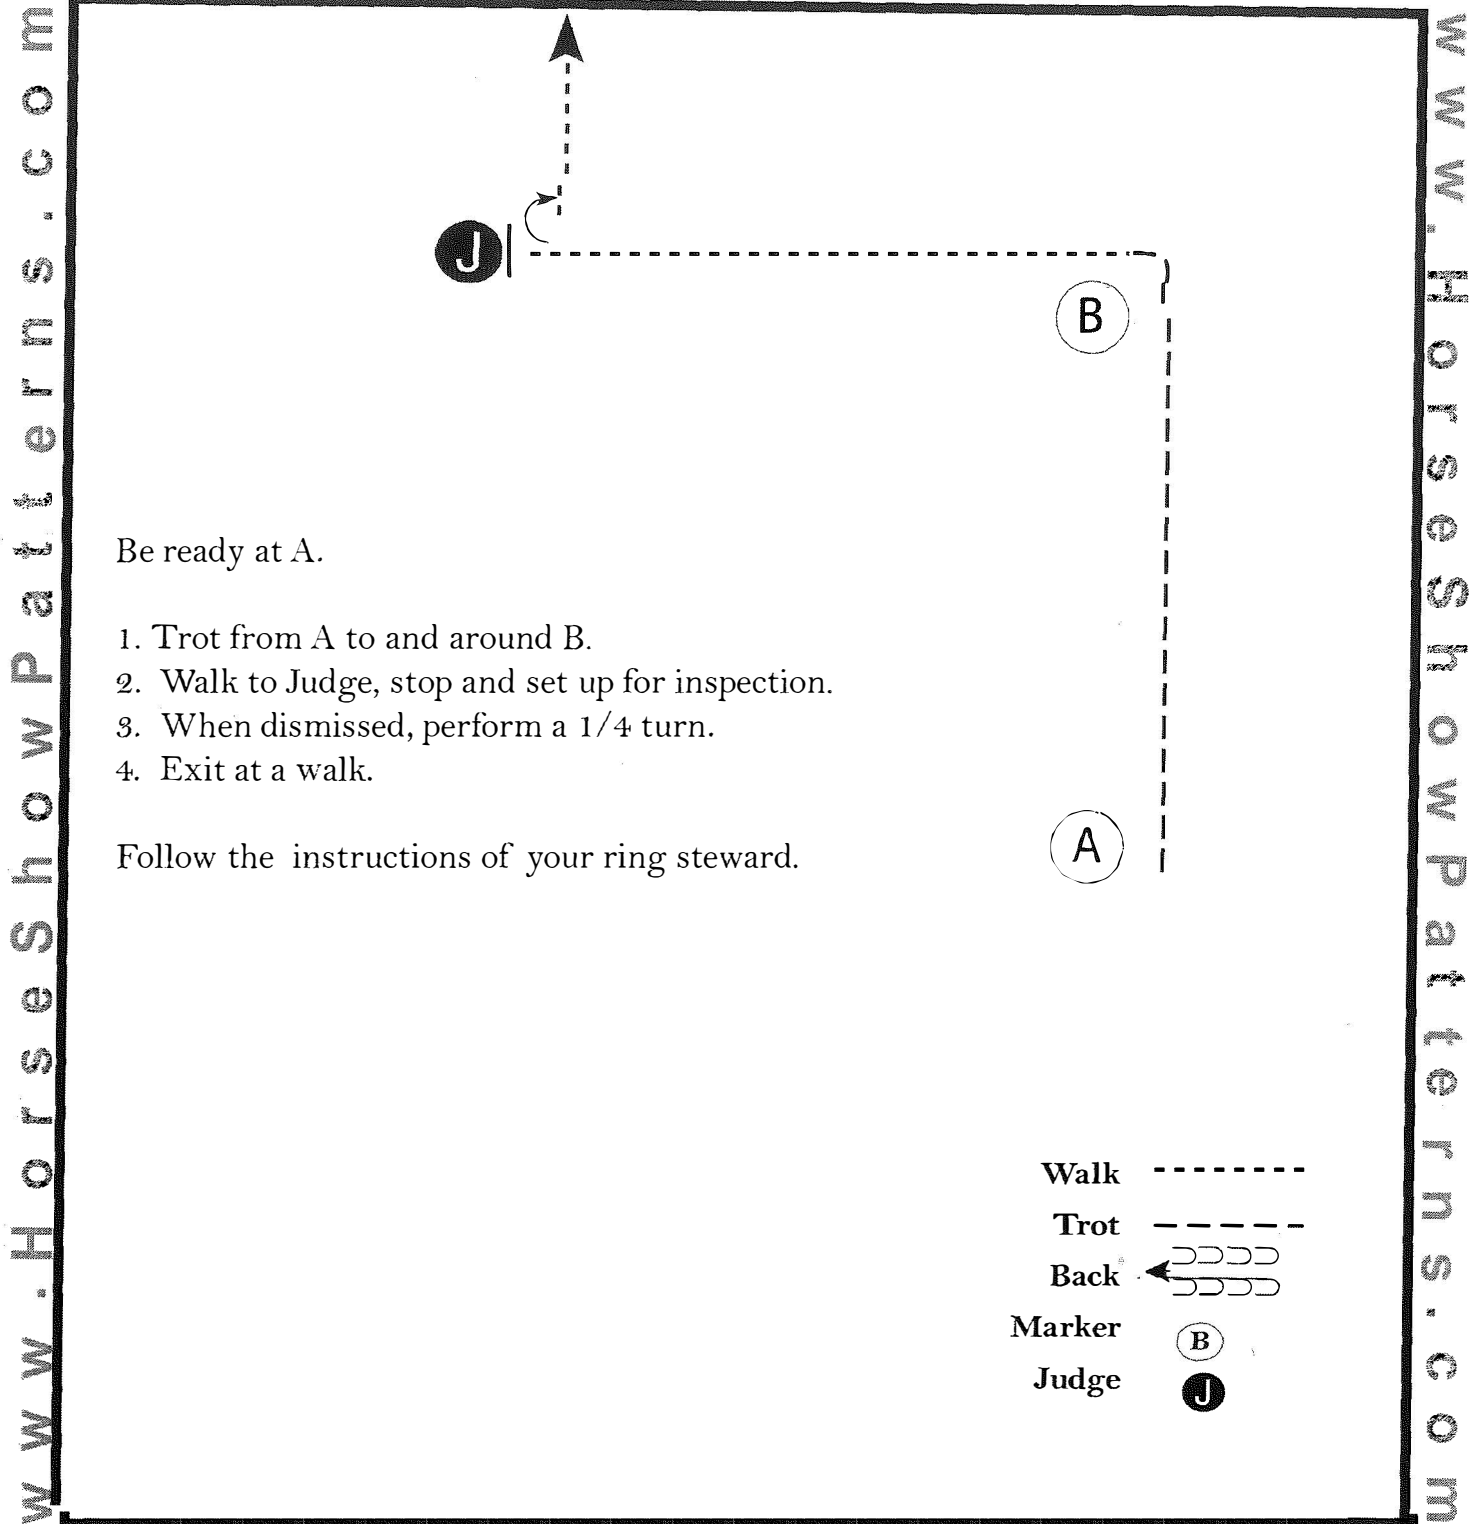 www.HorseShowPatterns.com
J
B
Be ready at A.
1. Trot from A to and around B.
2. Walk to Judge, stop and set up for inspection.
3. When dismissed, perform a 1/4 turn.
4. Exit at a walk.
A
Follow the instructions of your ring steward.
Walk
Trot
Back
Marker B
Judge J
www.HorseShowPatterns.com